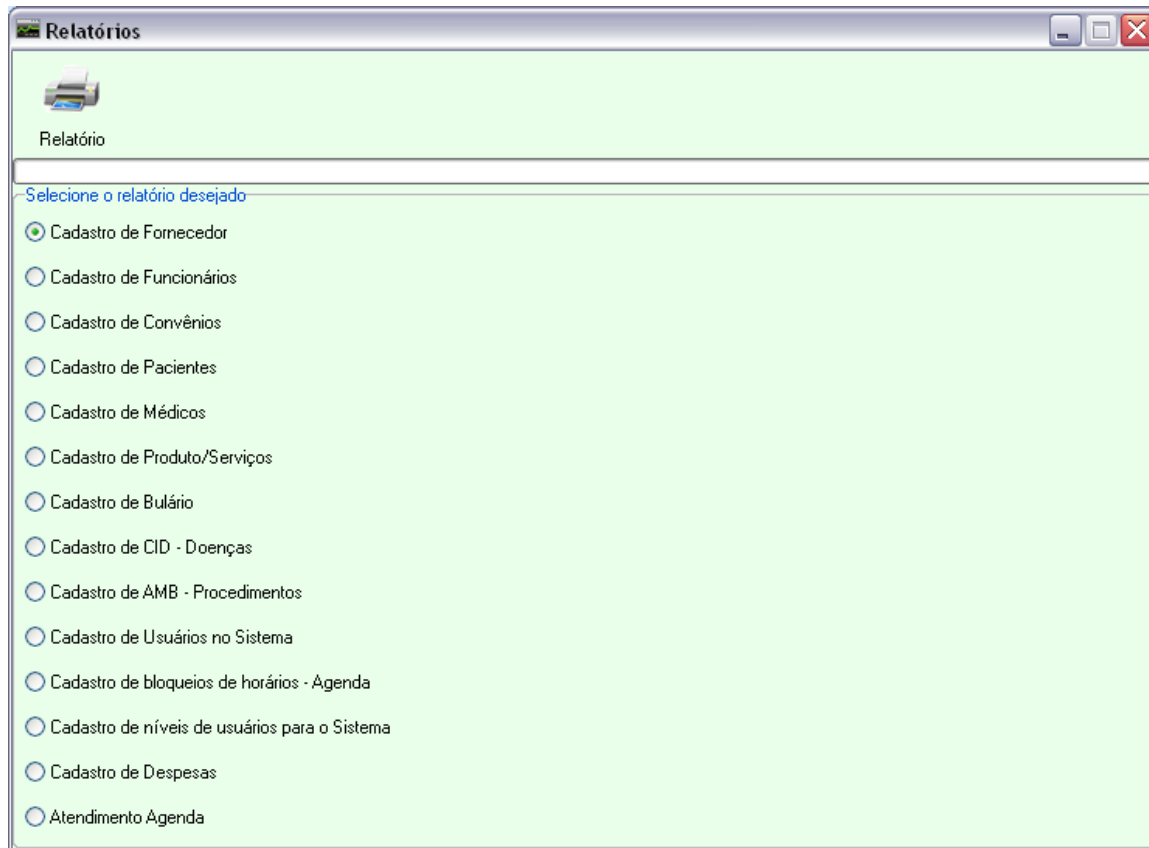 Relatórios
Relatório
Selecione o relatório desejado
Cadastro de Fornecedor
Cadastro de Funcionários
Cadastro de Convênios
Cadastro de Pacientes
Cadastro de Médicos
Cadastro de Produto/Serviços
Cadastro de Bulário
Cadastro de CID - Doenças
Cadastro de AMB - Procedimentos
Cadastro de Usuários no Sistema
Cadastro de bloqueios de horários - Agenda
Cadastro de níveis de usuários para o Sistema
Cadastro de Despesas
Atendimento Agenda